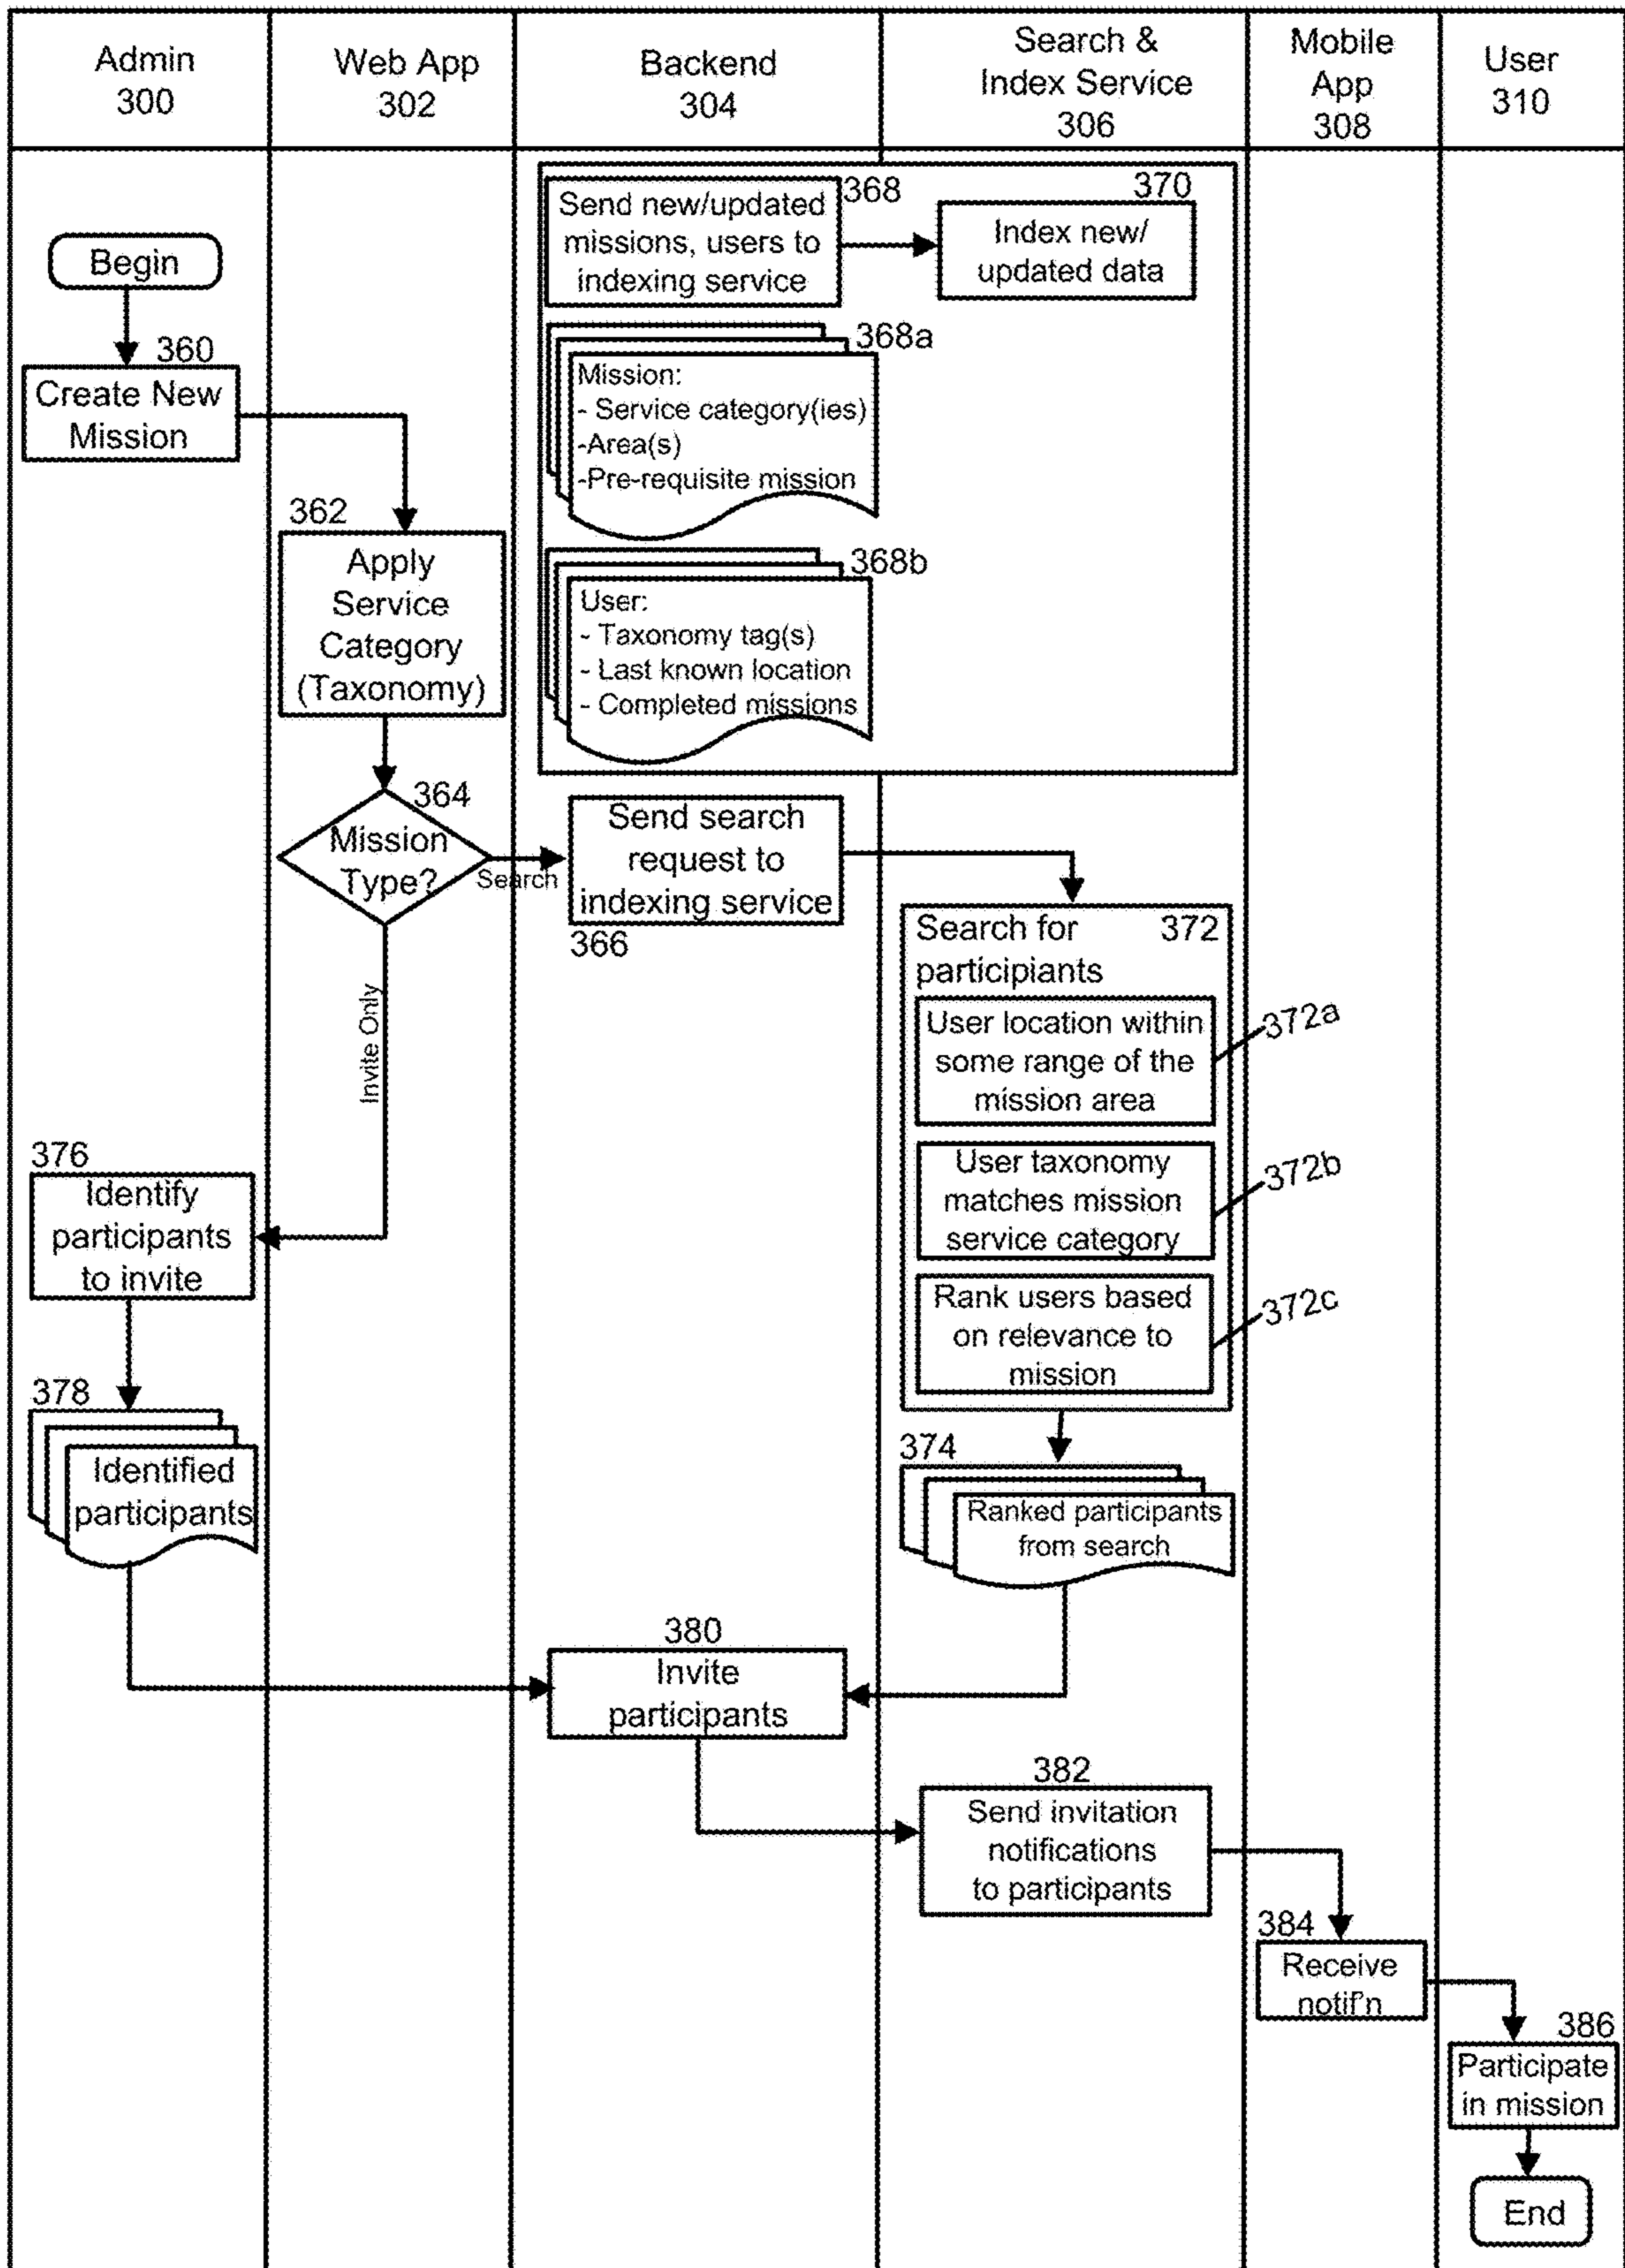 Admin
300
Web App
302
Backend
304
Search &
Index Service
306
Mobile
App
308
User
310
Begin
360
Create New
Mission
362
Apply
Service
Category
(Taxonomy)
364
Mission
Type?
Search
Invite Only
368
Send new/updated
missions, users to
indexing service
370
Index new/
updated data
368a
Mission:
- Service category(ies)
-Area(s)
-Pre-requisite mission
368b
User:
- Taxonomy tag(s)
- Last known location
- Completed missions
Send search
request to
indexing service
366
Search for 372
participiants
User location within
some range of the
mission area
372a
User taxonomy
matches mission
service category
372b
Rank users based
on relevance to
mission
372c
376
Identify
participants
to invite
378
Identified
participants
374
Ranked participants
from search
380
Invite
participants
382
Send invitation
notifications
to participants
384
Receive
notif'n
386
Participate
in mission
End